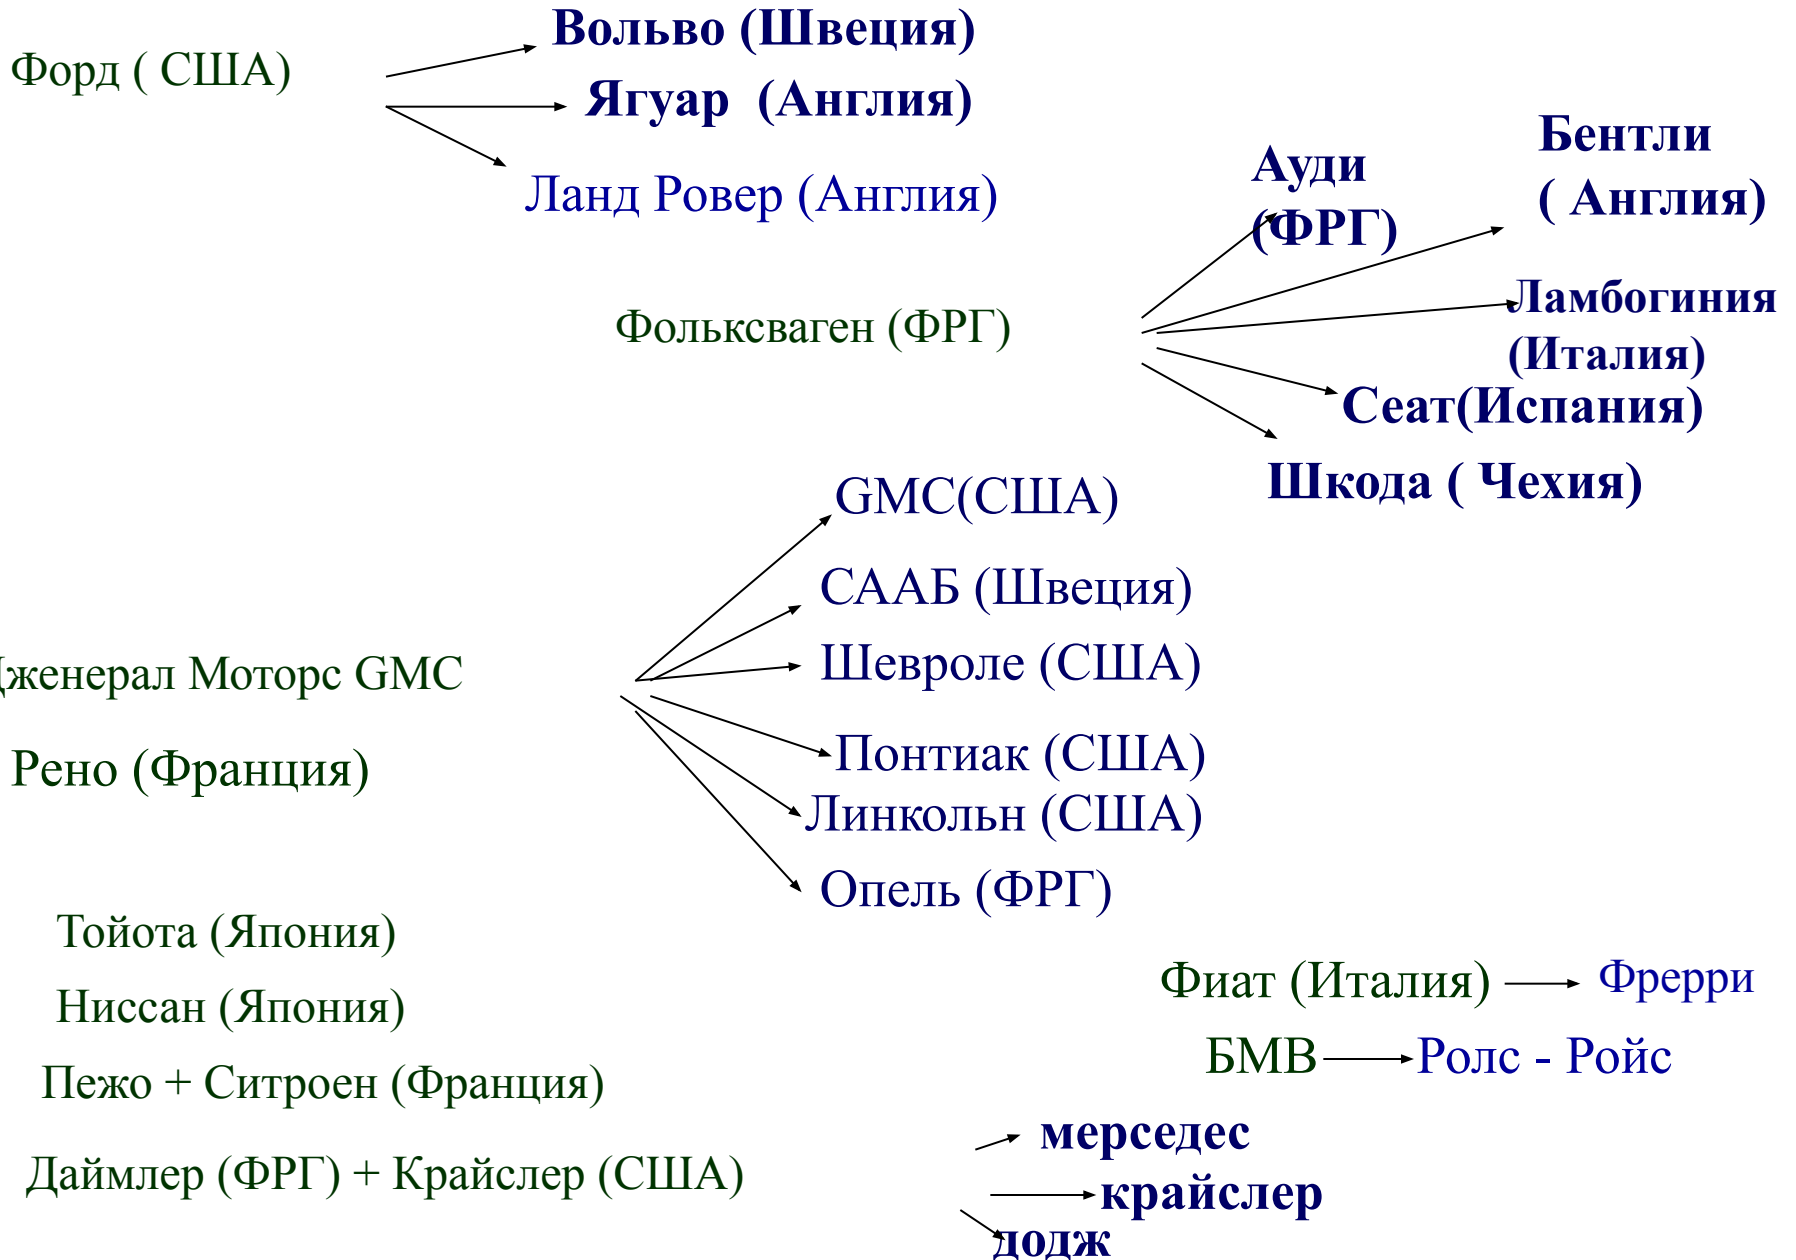 Форд ( США)
Вольво (Швеция)
Ягуар (Англия)
Ланд Ровер (Англия)
Фольксваген (ФРГ)
Ауди
(ФРГ)
Бентли
( Англия)
Ламбогиния
(Италия)
Сеат(Испания)
Шкода ( Чехия)
Дженерал Моторс GMC
GMC(США)
СААБ (Швеция)
Шевроле (США)
Понтиак (США)
Линкольн (США)
Опель (ФРГ)
Рено (Франция)
Тойота (Япония)
Ниссан (Япония)
Пежо + Ситроен (Франция)
Даймлер (ФРГ) + Крайслер (США)
Фиат (Италия)
Фрерри
БМВ
Ролс - Ройс
мерседес
крайслер
додж